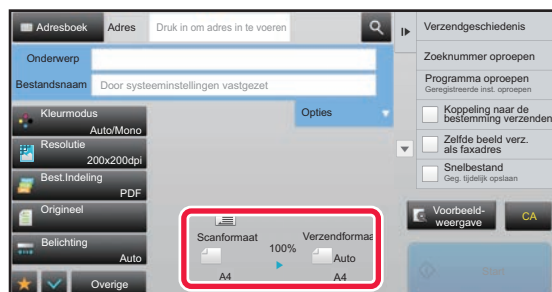 Adresboek
Adres
Druk in om adres in te voeren
Onderwerp
Bestandsnaam
Door systeeminstellingen vastgezet
Opties
Kleurmodus
Auto/Mono
Resolutie
200x200dpi
Best.Indeling
PDF
Origineel
Belichting
Auto
Overige
Scanformaat
100%
Verzendformaa
Auto
A4
A4
Verzendgeschiedenis
Zoeknummer oproepen
Programma oproepen
Geregistreerde inst. oproepen
Koppeling naar de
bestemming verzenden
Zelfde beeld verz.
als faxadres
Snelbestand
Geg. tijdelijk opslaan
Voorbeeld-
weergave
CA
Start